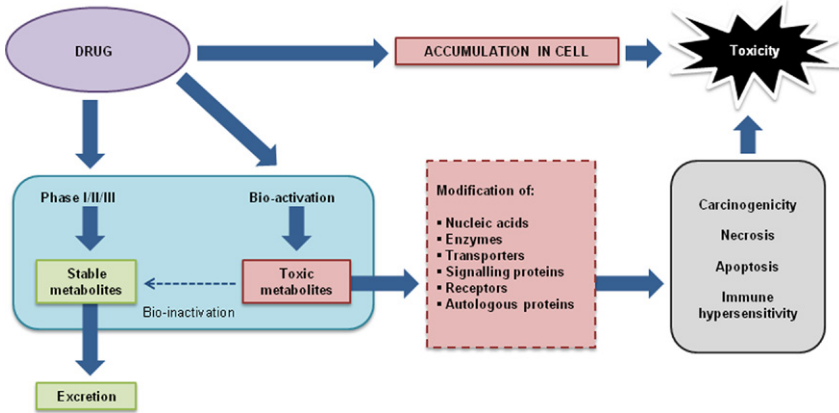 DRUG
ACCUMULATION IN CELL
Toxicity
Phase I/II/III
Bio-activation
Stable
metabolites
Toxic
metabolites
Bio-inactivation
Excretion
Modification of:
▪ Nucleic acids
▪ Enzymes
▪ Transporters
▪ Signalling proteins
▪ Receptors
▪ Autologous proteins
Carcinogenicity
Necrosis
Apoptosis
Immune
hypersensitivity